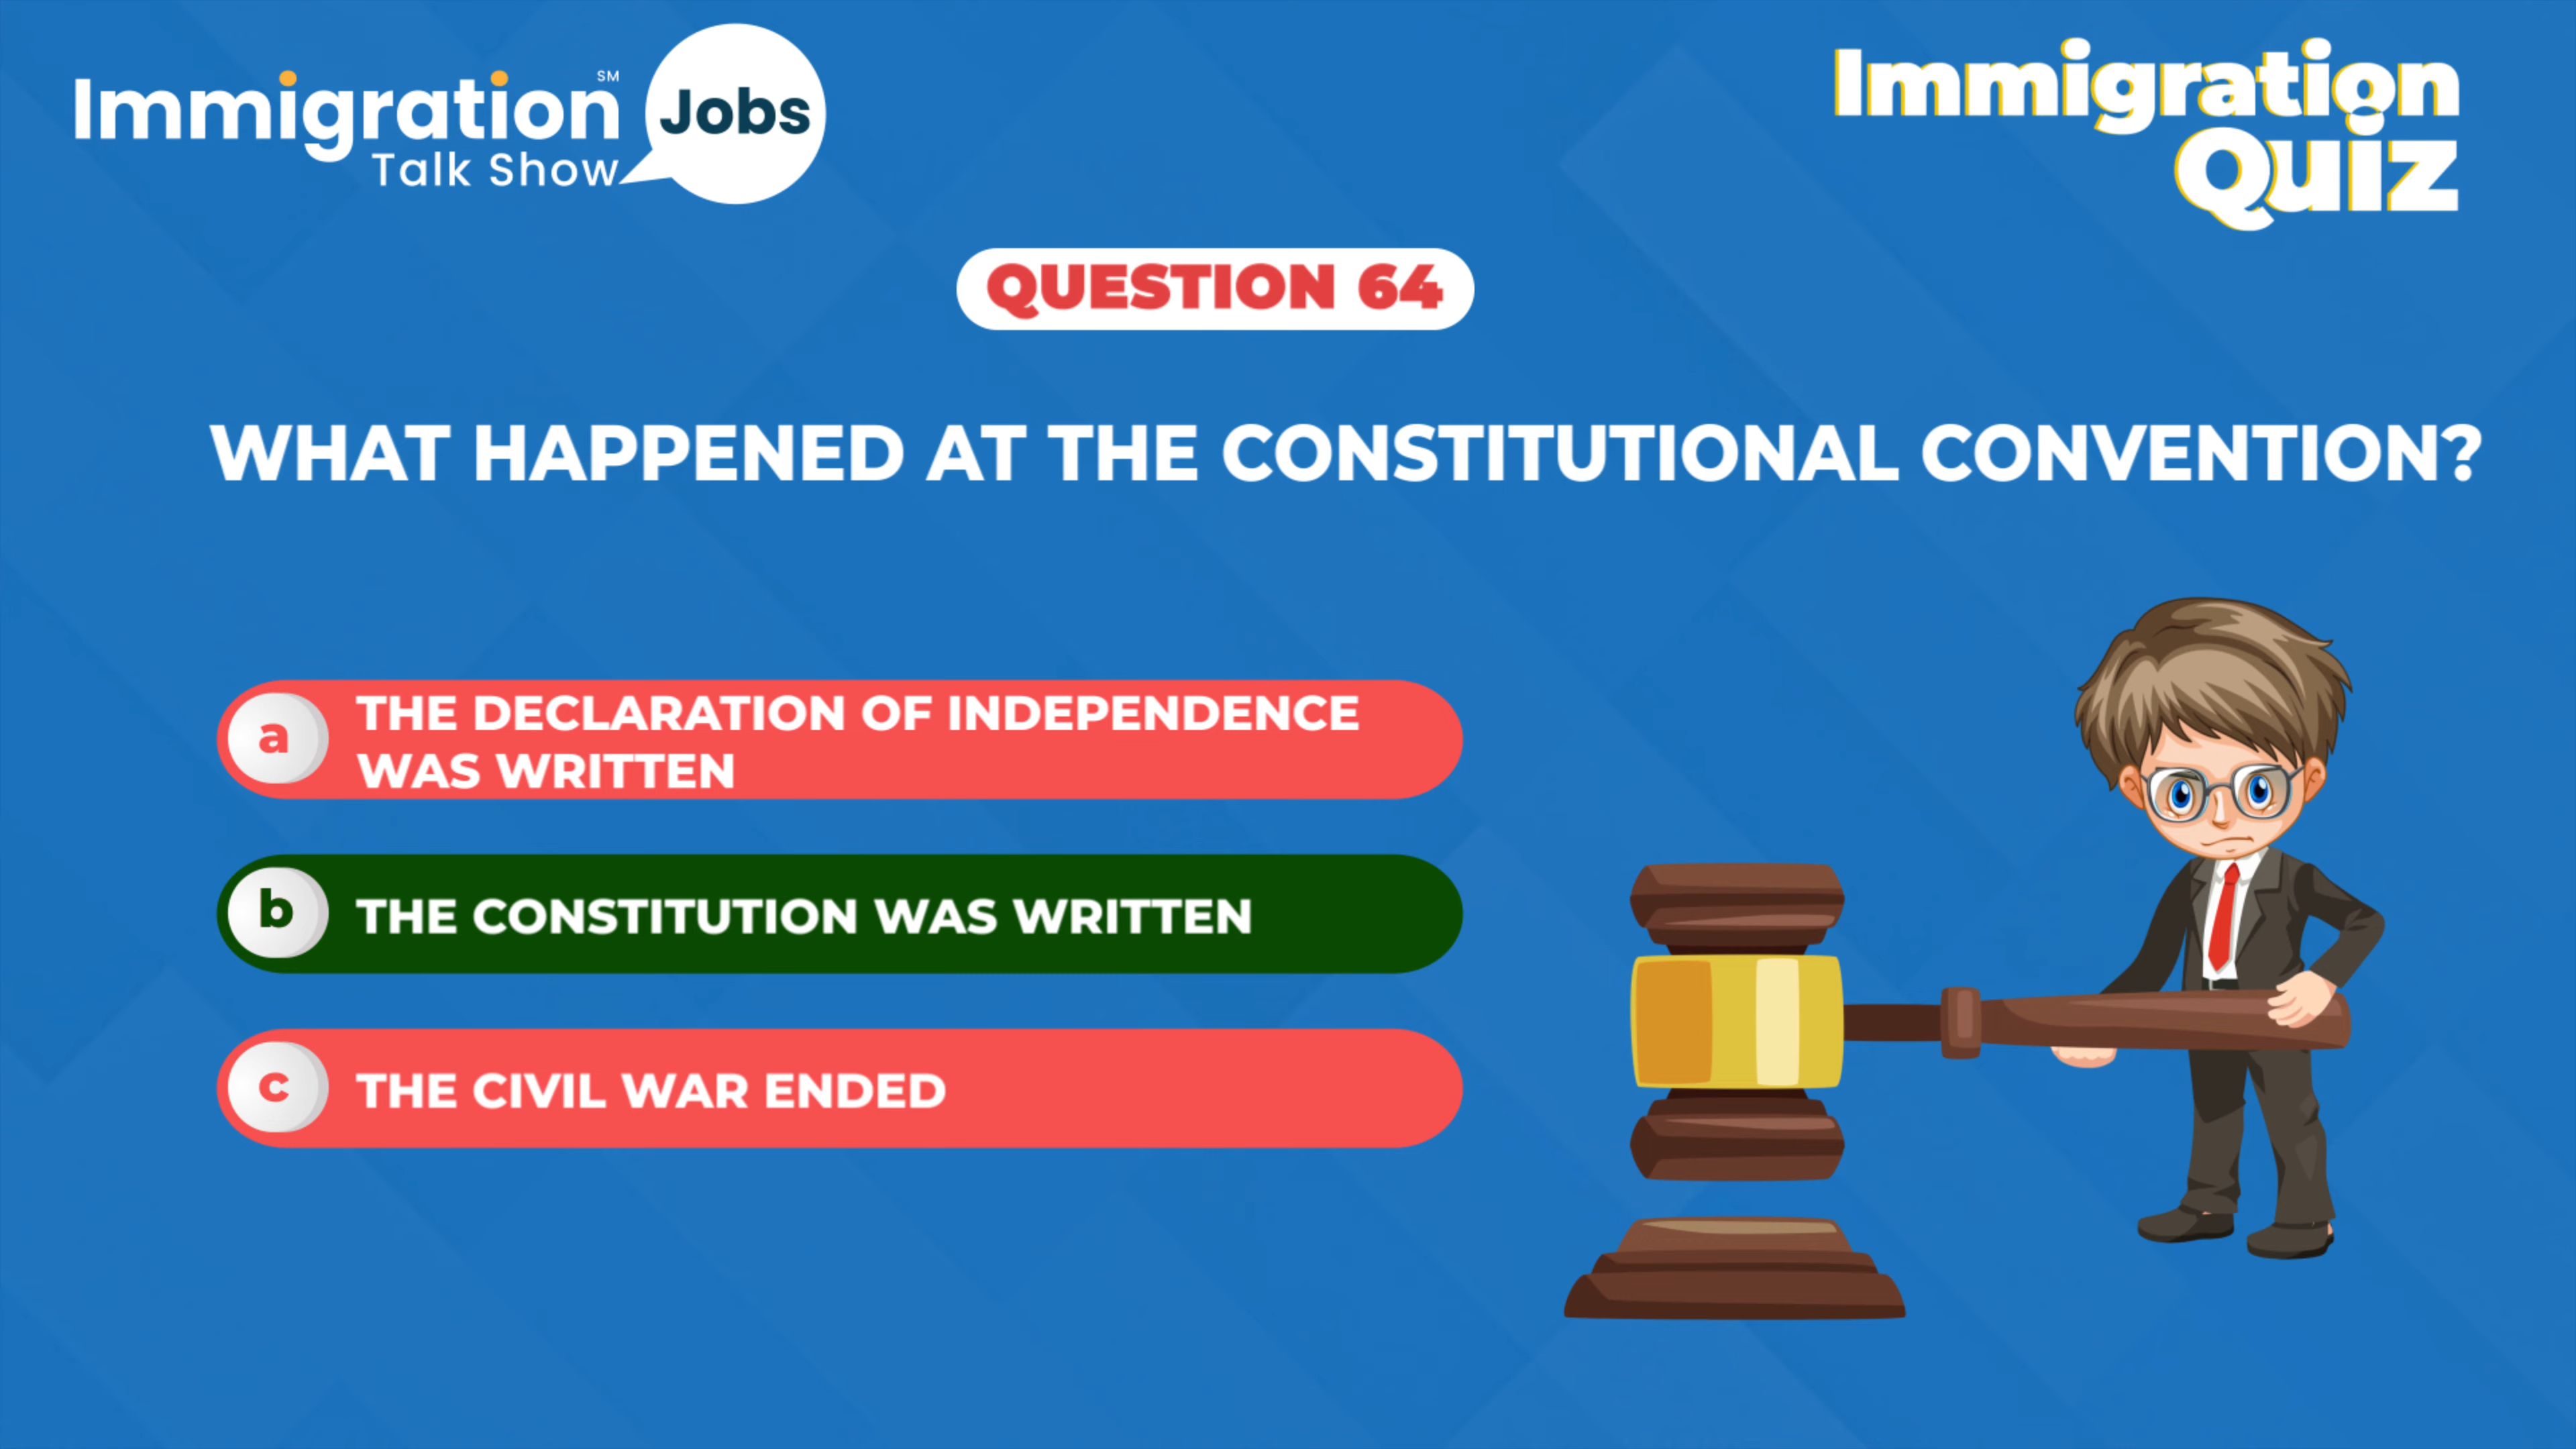 Immigration SM
Talk Show
Jobs
Immigration
Quiz
QUESTION 64
WHAT HAPPENED AT THE CONSTITUTIONAL CONVENTION?
a
THE DECLARATION OF INDEPENDENCE
WAS WRITTEN
b
THE CONSTITUTION WAS WRITTEN
c
THE CIVIL WAR ENDED